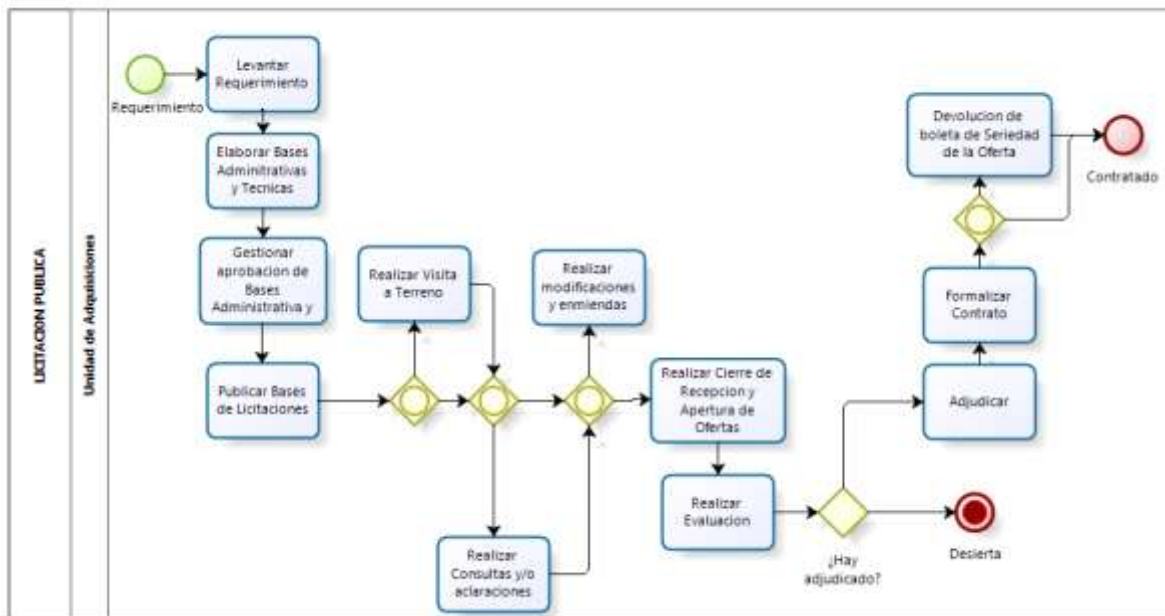 LICITACION PUBLICA
Unidad de Adquisiciones
Requerimiento
Levantar
Requerimiento
Elaborar Bases
Adminitrativas
y Tecnicas
Gestionar
aprobacion de
Bases
Administrativa y
Publicar Bases
de Licitaciones
Realizar Visita
a Terreno
Realizar
Consultas y/o
aclaraciones
Realizar
modificaciones
y enmiendas
Realizar Cierre de
Recepcion y
Apertura de
Ofertas
Realizar
Evaluacion
¿Hay
adjudicado?
Desierta
Adjudicar
Formalizar
Contrato
Devolucion de
boleta de Seriedad
de la Oferta
Contratado